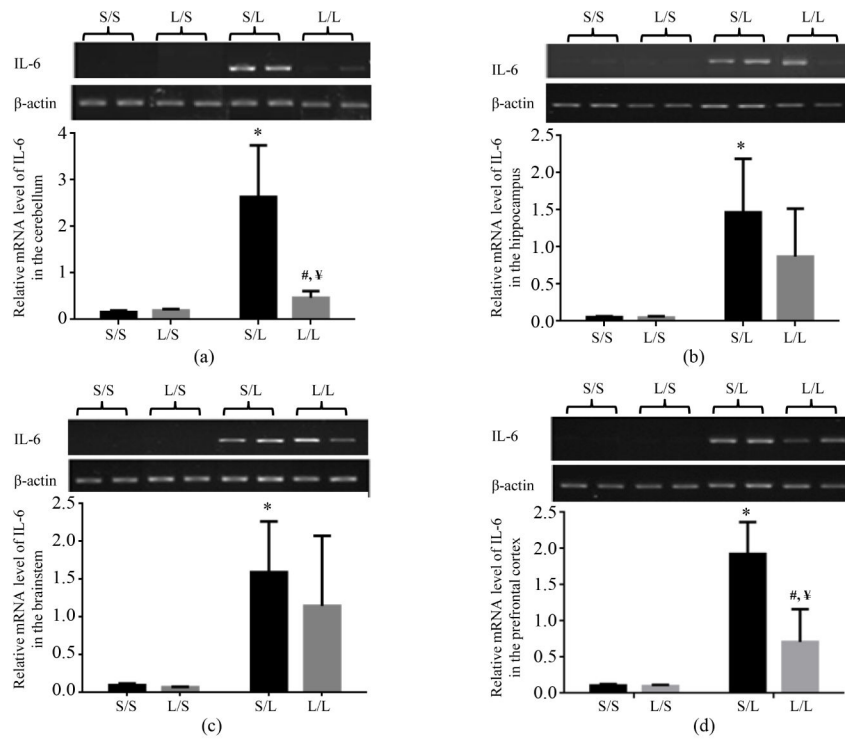 S/S L/S S/L L/L
IL-6
β-actin
Relative mRNA level of IL-6
in the cerebellum
4
3
2
1
0
*
#, ¥
S/S L/S S/L L/L
(a)
S/S L/S S/L L/L
IL-6
β-actin
Relative mRNA level of IL-6
in the hippocampus
2.5
2.0
1.5
1.0
0.5
0.0
*
S/S L/S S/L L/L
(b)
S/S L/S S/L L/L
IL-6
β-actin
Relative mRNA level of IL-6
in the brainstem
2.5
2.0
1.5
1.0
0.5
0.0
*
S/S L/S S/L L/L
(c)
S/S L/S S/L L/L
IL-6
β-actin
Relative mRNA level of IL-6
in the prefrontal cortex
2.5
2.0
1.5
1.0
0.5
0.0
*
#, ¥
S/S L/S S/L L/L
(d)